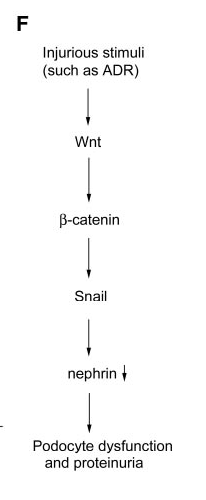 F
Injurious stimuli
(such as ADR)
Wnt
β-catenin
Snail
nephrin ↓
Podocyte dysfunction
and proteinuria